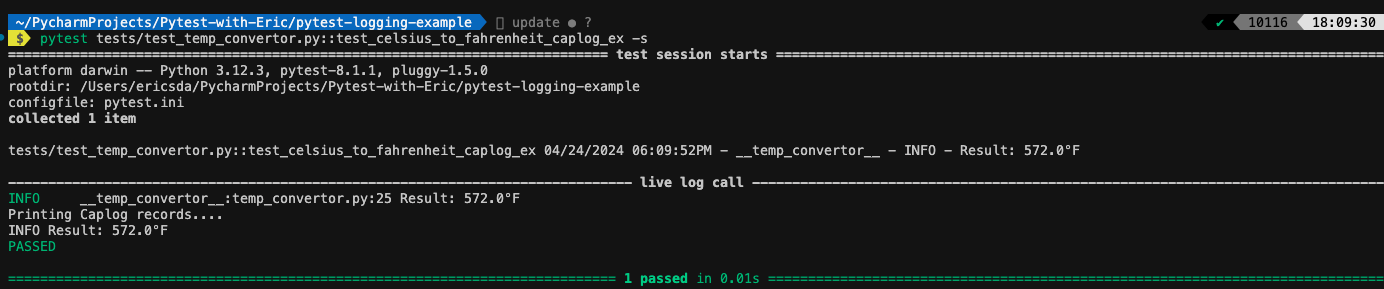 ~/PycharmProjects/Pytest-with-Eric/pytest-logging-example update ● ? ✔ 10116 18:09:30
$ pytest tests/test_temp_convertor.py::test_celsius_to_fahrenheit_caplog_ex -s
test session starts
platform darwin -- Python 3.12.3, pytest-8.1.1, pluggy-1.5.0
rootdir: /Users/ericsda/PycharmProjects/Pytest-with-Eric/pytest-logging-example
configfile: pytest.ini
collected 1 item
tests/test_temp_convertor.py::test_celsius_to_fahrenheit_caplog_ex 04/24/2024 06:09:52PM - __temp_convertor__ - INFO - Result: 572.0°F
live log call
INFO __temp_convertor__:temp_convertor.py:25 Result: 572.0°F
Printing Caplog records....
INFO Result: 572.0°F
PASSED
1 passed in 0.01s